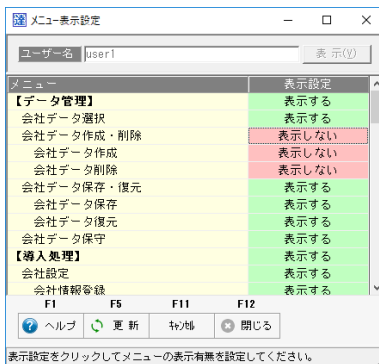 メニュー表示設定
ユーザー名 user1 表 示(V)
メニュー 表示設定
【データ管理】 表示する
会社データ選択 表示する
会社データ作成・削除 表示しない
会社データ作成 表示しない
会社データ削除 表示しない
会社データ保存・復元 表示する
会社データ保存 表示する
会社データ復元 表示する
会社データ保守 表示する
【導入処理】 表示する
会社設定 表示する
会社情報登録 表示する
F1 F5 F11 F12
ヘルプ 更 新 キャンセル 閉じる
表示設定をクリックしてメニューの表示有無を設定してください。